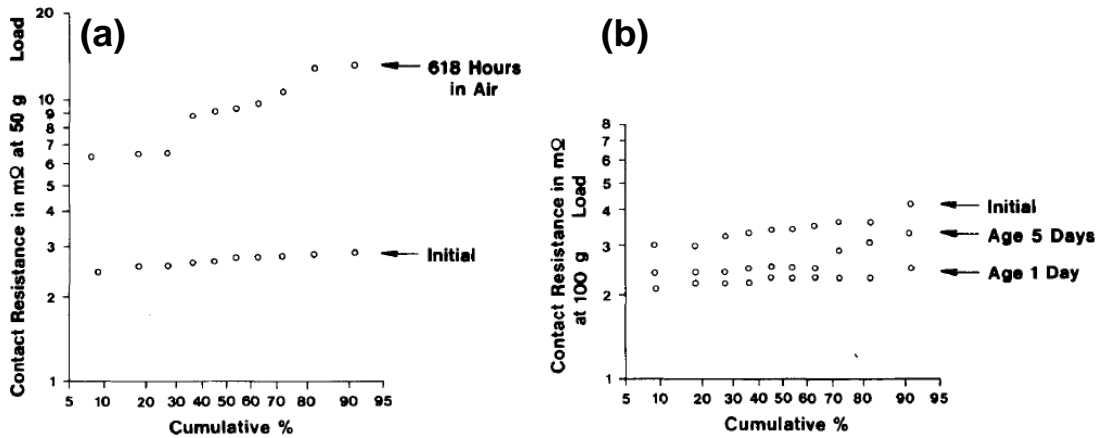 (a)
Contact Resistance in mΩ at 50 g Load
20
10
9
8
7
6
5
4
3
2
1
618 Hours
in Air
Initial
5 10 20 30 40 50 60 70 80 90 95
Cumulative %
(b)
Contact Resistance in mΩ
at 100 g Load
8
7
6
5
4
3
2
1
Initial
Age 5 Days
Age 1 Day
5 10 20 30 40 50 60 70 80 90 95
Cumulative %